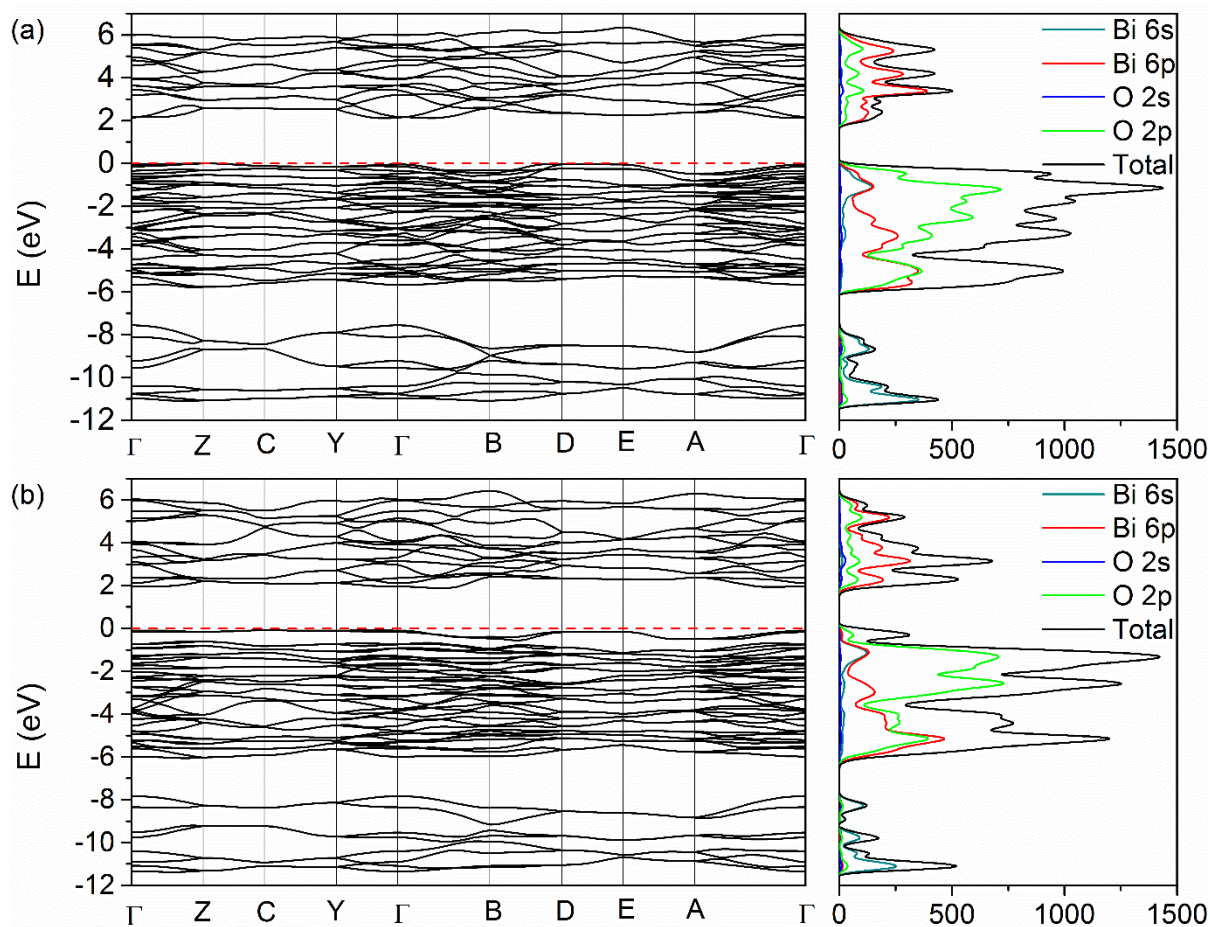 (a)
6
4
2
0
-2
-4
-6
-8
-10
-12
E (eV)
Γ Z C Y Γ B D E A Γ
Bi 6s
Bi 6p
O 2s
O 2p
Total
0 500 1000 1500
(b)
6
4
2
0
-2
-4
-6
-8
-10
-12
E (eV)
Γ Z C Y Γ B D E A Γ
Bi 6s
Bi 6p
O 2s
O 2p
Total
0 500 1000 1500